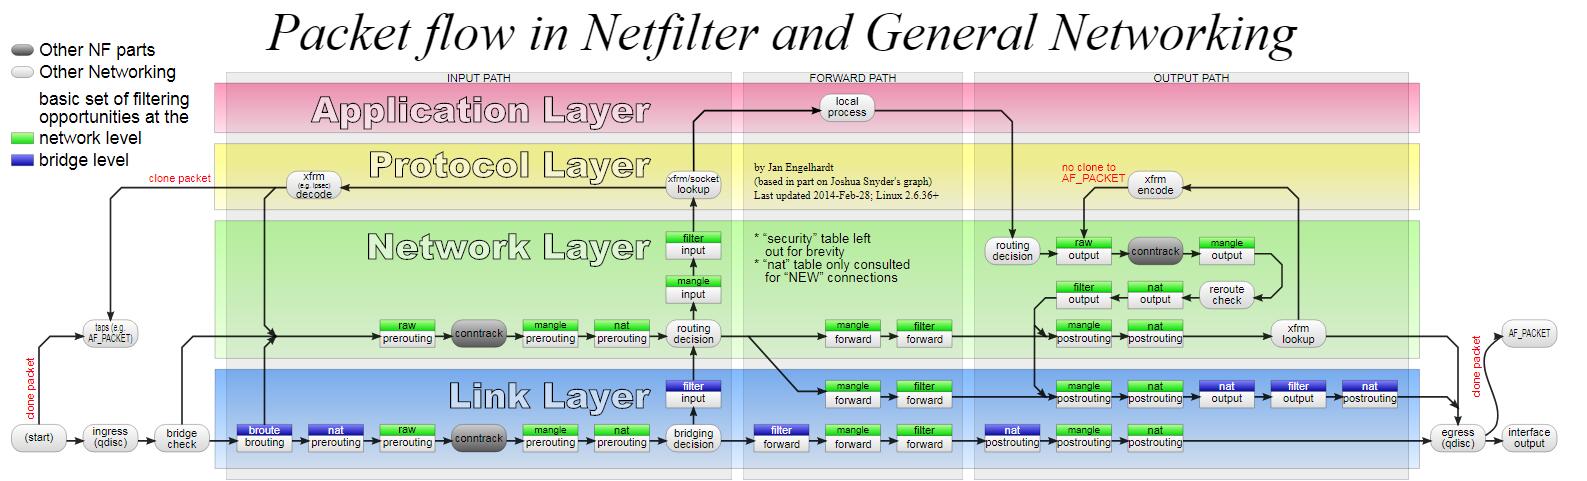 Packet flow in Netfilter and General Networking
Other NF parts
Other Networking
basic set of filtering
opportunities at the
network level
bridge level
INPUT PATH
FORWARD PATH
OUTPUT PATH
Application Layer
local
process
Protocol Layer
clone packet
xfrm
(e.g. ipsec)
decode
xfrm/socket
lookup
by Jan Engelhardt
(based in part on Joshua Snyder's graph)
Last updated 2014-Feb-28; Linux 2.6.36+
no clone to
AF_PACKET
xfrm
encode
Network Layer
filter
input
mangle
input
* “security” table left
out for brevity
* “nat” table only consulted
for “NEW” connections
routing
decision
raw
output
conntrack
mangle
output
filter
output
nat
output
reroute
check
taps (e.g.
AF_PACKET)
raw
prerouting
conntrack
mangle
prerouting
nat
prerouting
routing
decision
mangle
forward
filter
forward
mangle
postrouting
nat
postrouting
xfrm
lookup
AF_PACKET
clone packet
clone packet
Link Layer
filter
input
mangle
forward
filter
forward
mangle
postrouting
nat
postrouting
nat
output
filter
output
nat
postrouting
(start)
ingress
(qdisc)
bridge
check
broute
brouting
nat
prerouting
raw
prerouting
conntrack
mangle
prerouting
nat
prerouting
bridging
decision
filter
forward
mangle
forward
filter
forward
nat
postrouting
mangle
postrouting
nat
postrouting
egress
(qdisc)
interface
output